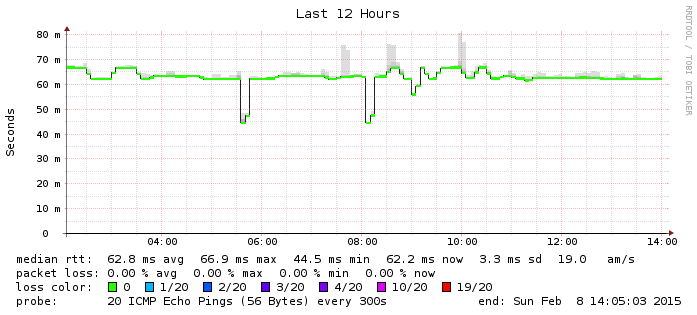 Last 12 Hours
RRDTOOL / TOBI OETIKER
Seconds
80 m
70 m
60 m
50 m
40 m
30 m
20 m
10 m
0
04:00 06:00 08:00 10:00 12:00 14:00
median rtt: 62.8 ms avg 66.9 ms max 44.5 ms min 62.2 ms now 3.3 ms sd 19.0 am/s
packet loss: 0.00 % avg 0.00 % max 0.00 % min 0.00 % now
loss color: 0 1/20 2/20 3/20 4/20 10/20 19/20
probe: 20 ICMP Echo Pings (56 Bytes) every 300s end: Sun Feb 8 14:05:03 2015